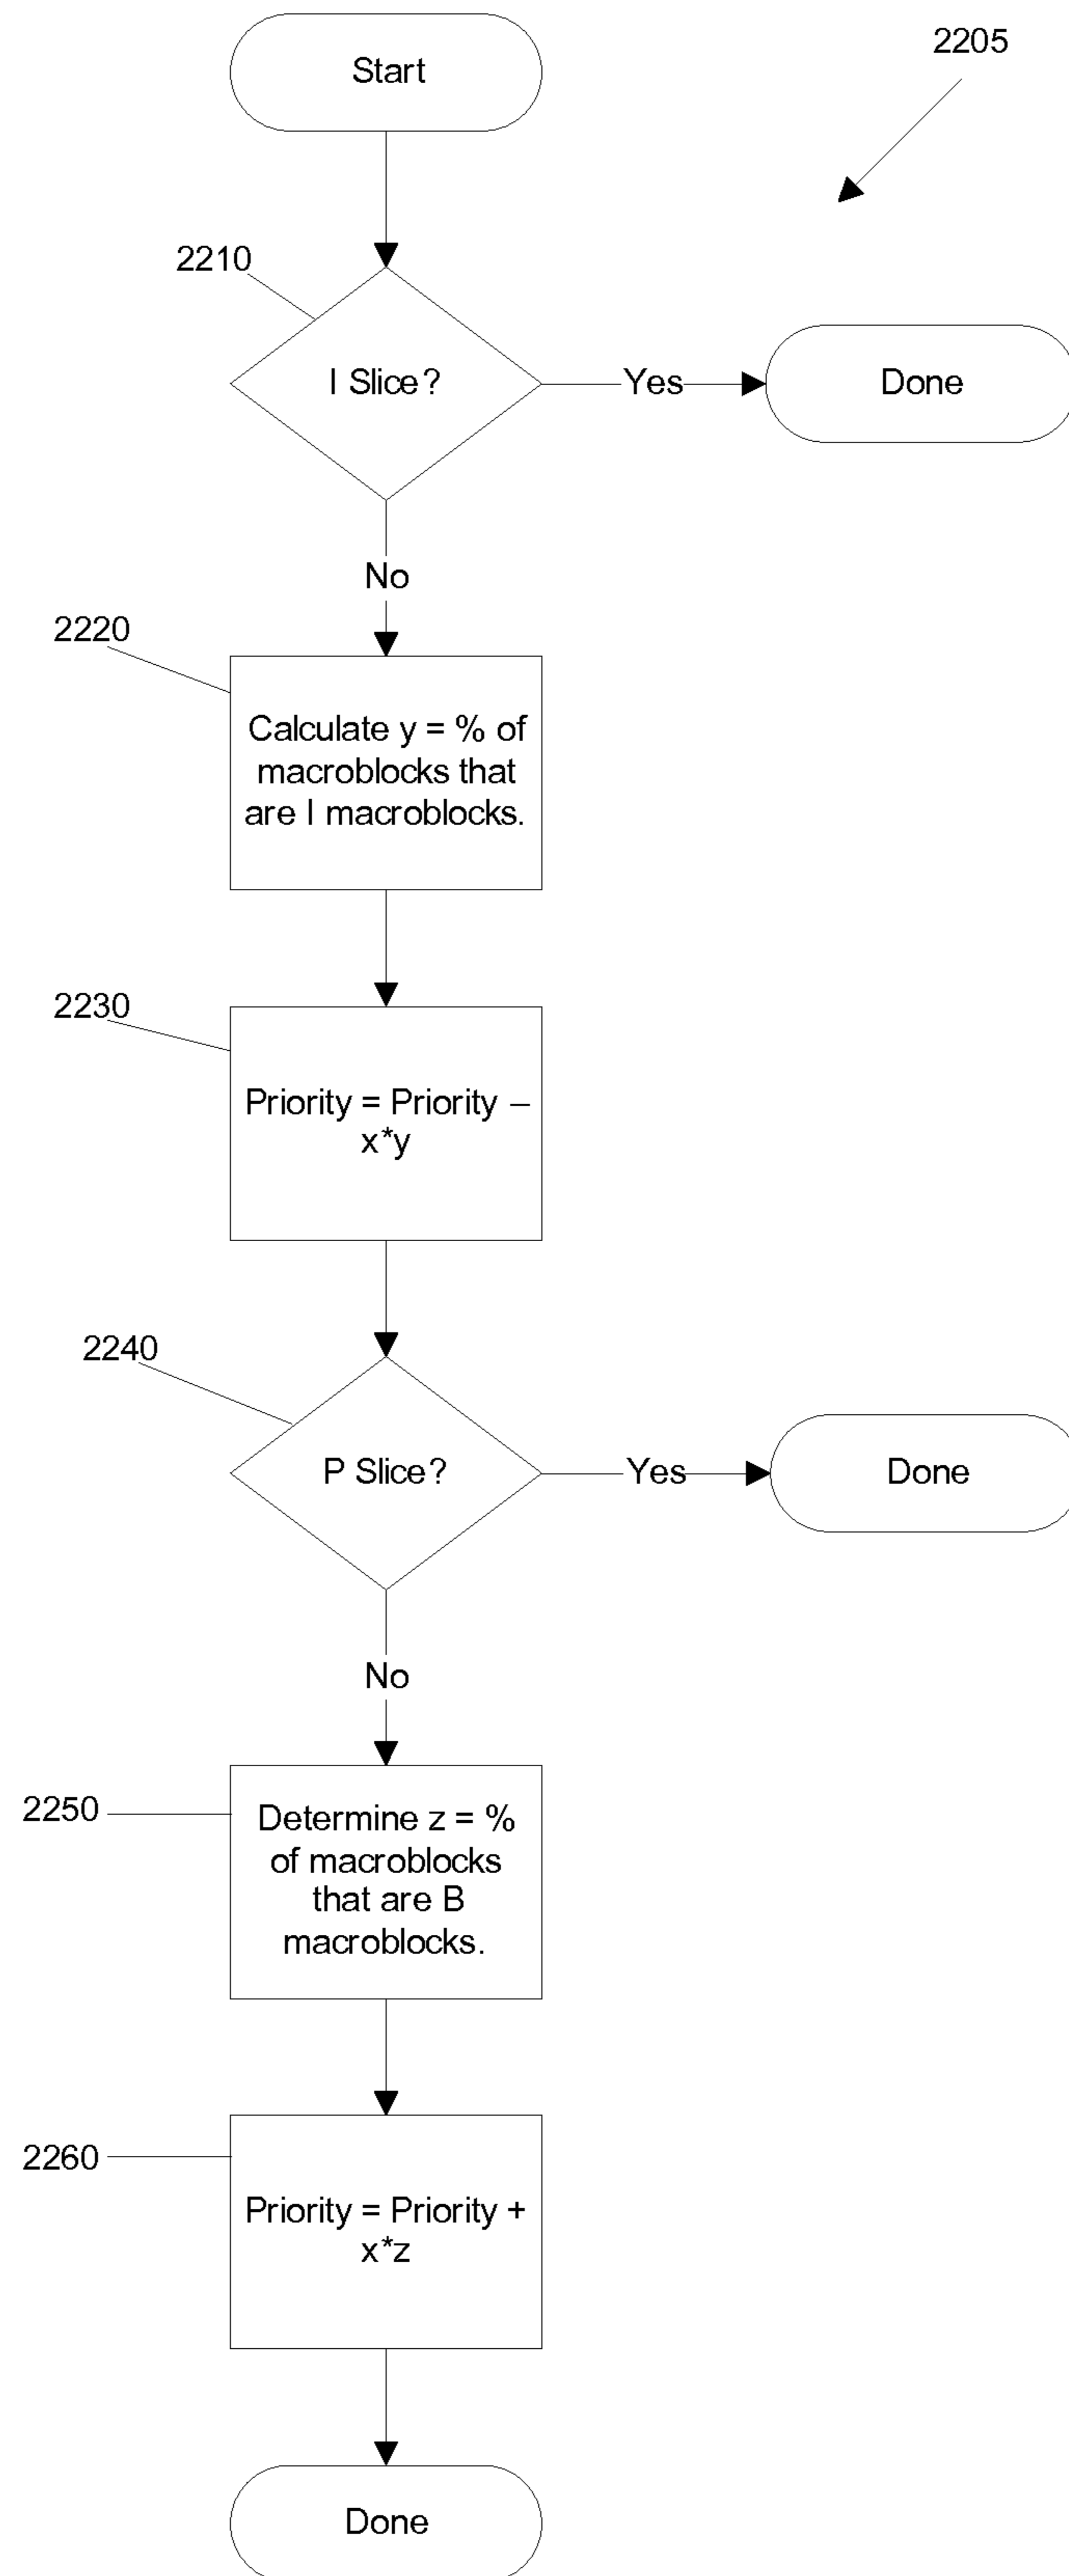 Start
2205
2210
I Slice?
Yes
Done
No
2220
Calculate y = % of
macroblocks that
are I macroblocks.
2230
Priority = Priority –
x*y
2240
P Slice?
Yes
Done
No
2250
Determine z = %
of macroblocks
that are B
macroblocks.
2260
Priority = Priority +
x*z
Done